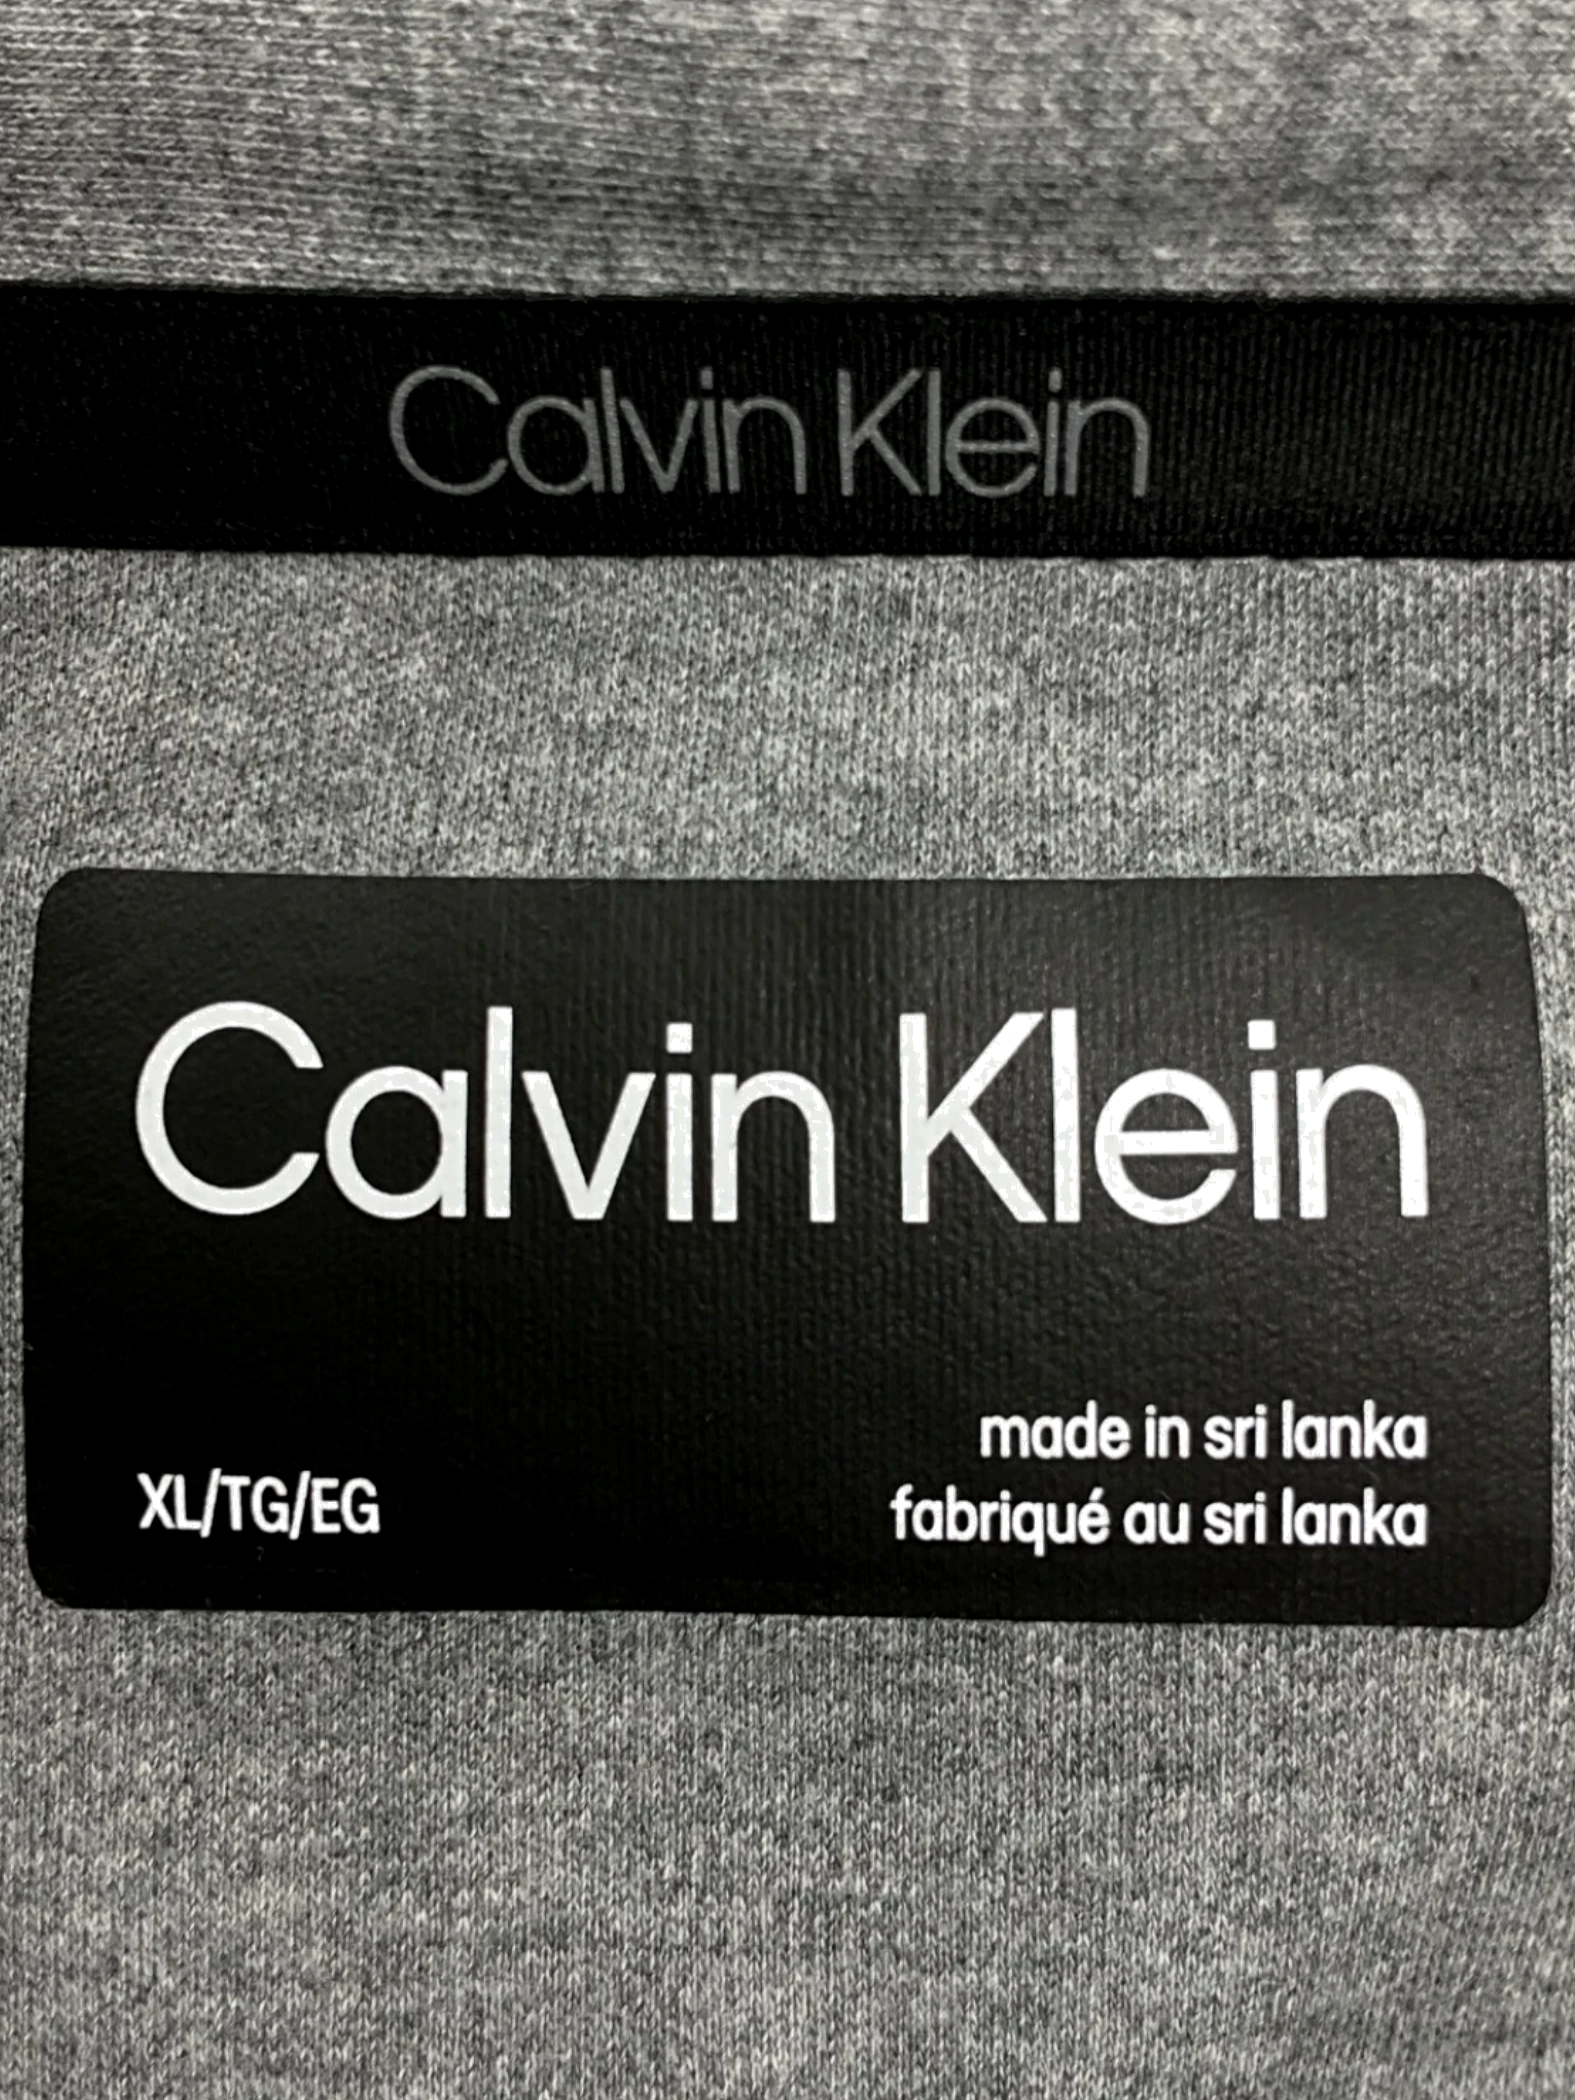 Calvin Klein
Calvin Klein
made in sri lanka
XL/TG/EG
fabriqué au sri lanka